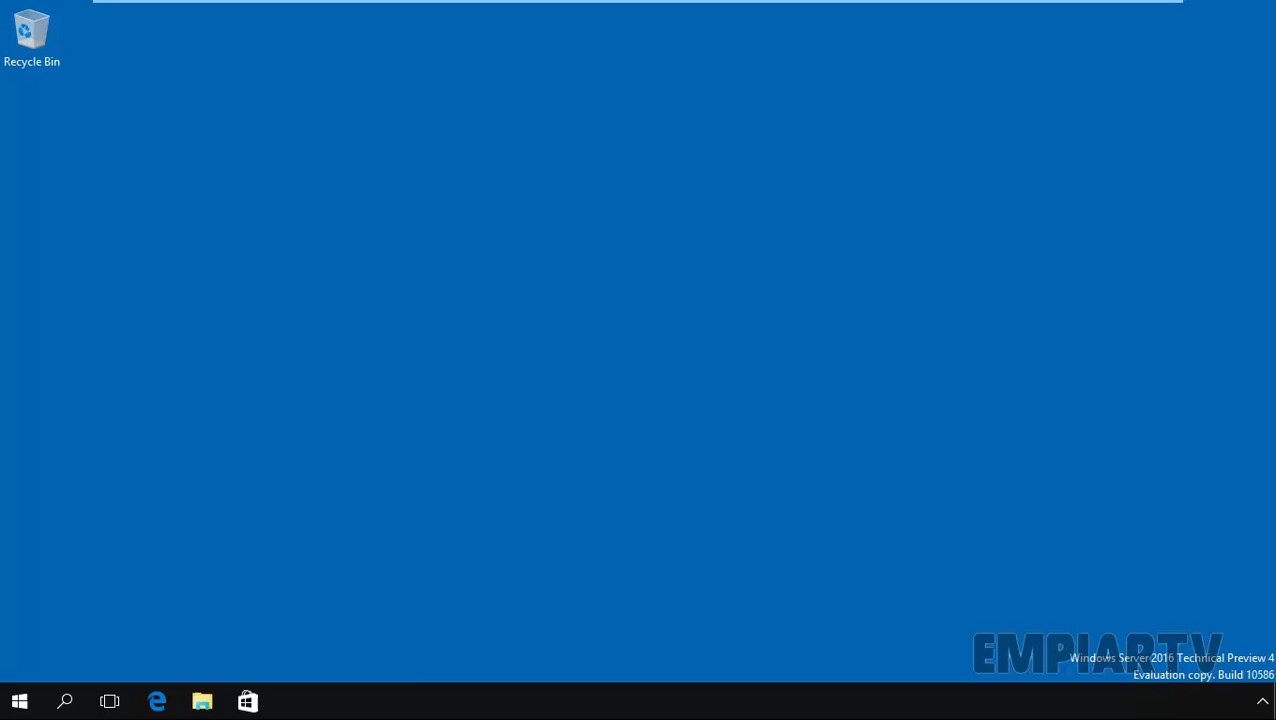 Recycle Bin
EMPIARTV
Windows Server 2016 Technical Preview 4
Evaluation copy. Build 10586